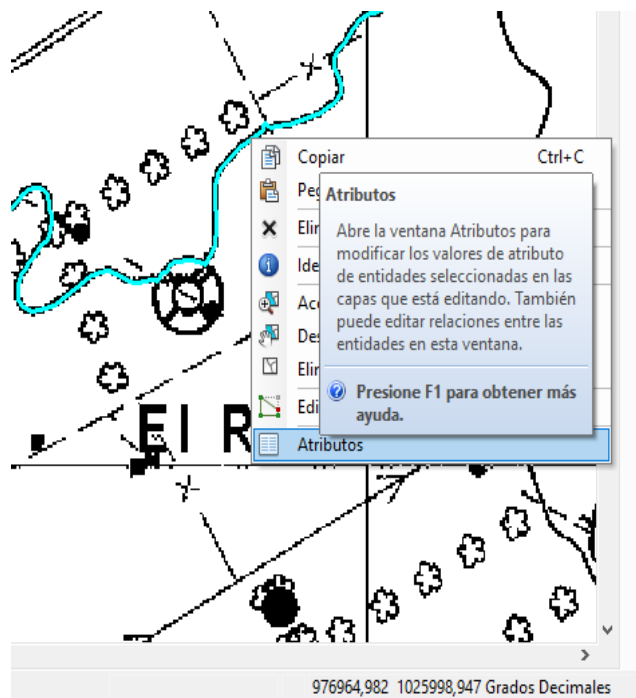 Copiar Ctrl+C
Atributos
Abre la ventana Atributos para
modificar los valores de atributo
de entidades seleccionadas en las
capas que está editando. También
puede editar relaciones entre las
entidades en esta ventana.
Presione F1 para obtener más
ayuda.
Atributos
El R
976964,982 1025998,947 Grados Decimales